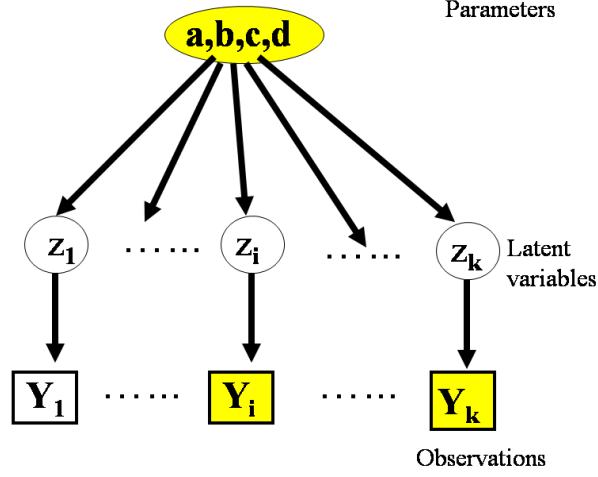 Parameters
a,b,c,d
z1 ...... zi ...... zk
Latent
variables
Y1 ...... Yi ...... Yk
Observations